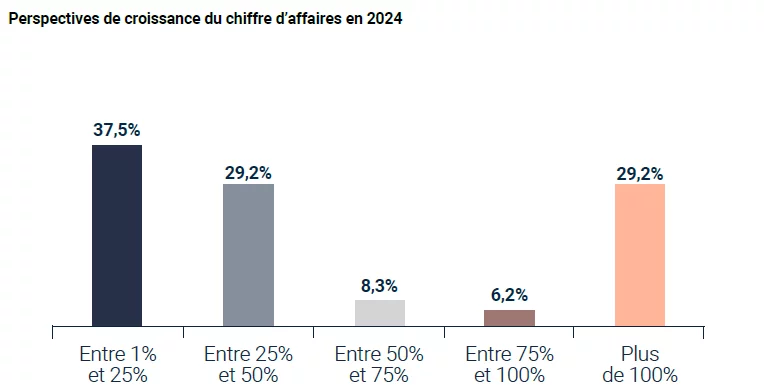 Perspectives de croissance du chiffre d’affaires en 2024
37,5%
29,2%
8,3%
6,2%
29,2%
Entre 1%
et 25%
Entre 25%
et 50%
Entre 50%
et 75%
Entre 75%
et 100%
Plus
de 100%